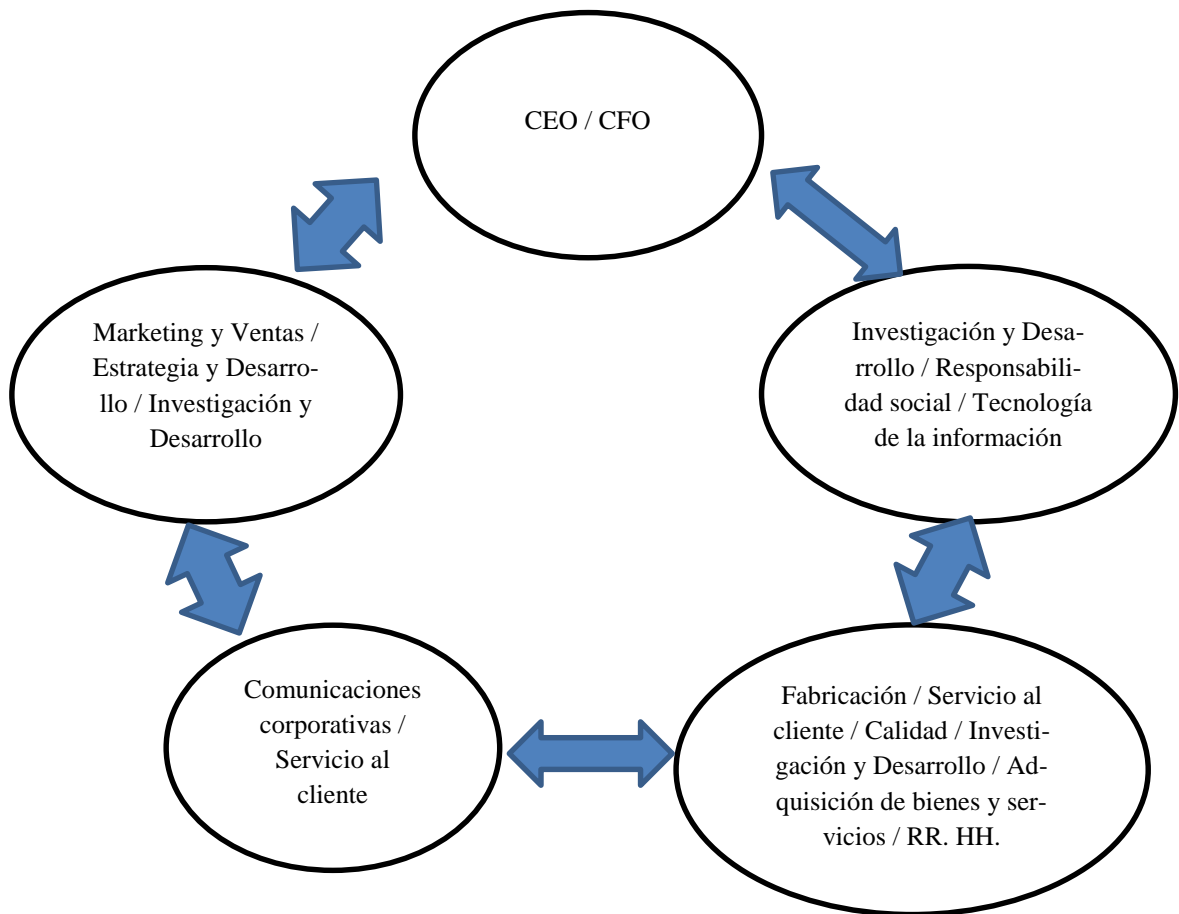 CEO / CFO
Marketing y Ventas /
Estrategia y Desarro-
llo / Investigación y
Desarrollo
Investigación y Desa-
rrollo / Responsabili-
dad social / Tecnología
de la información
Comunicaciones
corporativas /
Servicio al
cliente
Fabricación / Servicio al
cliente / Calidad / Investi-
gación y Desarrollo / Ad-
quisición de bienes y ser-
vicios / RR. HH.